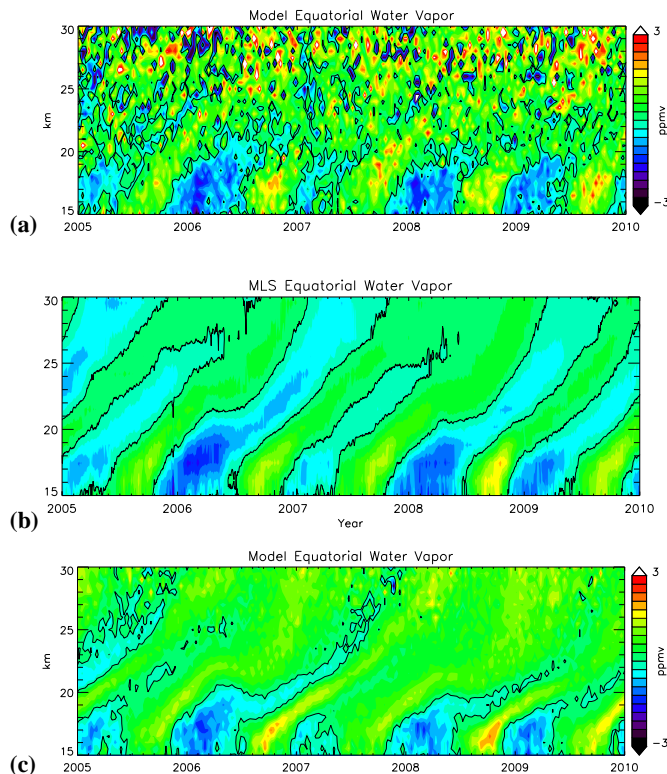 Model Equatorial Water Vapor
30
25
20
15
km
2005 2006 2007 2008 2009 2010
3
ppmv
-3
(a)
MLS Equatorial Water Vapor
30
25
20
15
2005 2006 2007 2008 2009 2010
Year
(b)
Model Equatorial Water Vapor
30
25
20
15
km
2005 2006 2007 2008 2009 2010
3
ppmv
-3
(c)